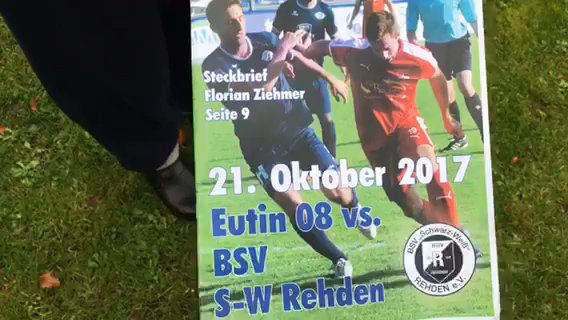 Steckbrief
Florian Ziehmer
Seite 9
21. Oktober 2017
Eutin 08 vs.
BSV
S-W Rehden
BSV „Schwarz-Weiß“
R
REHDEN e.V.